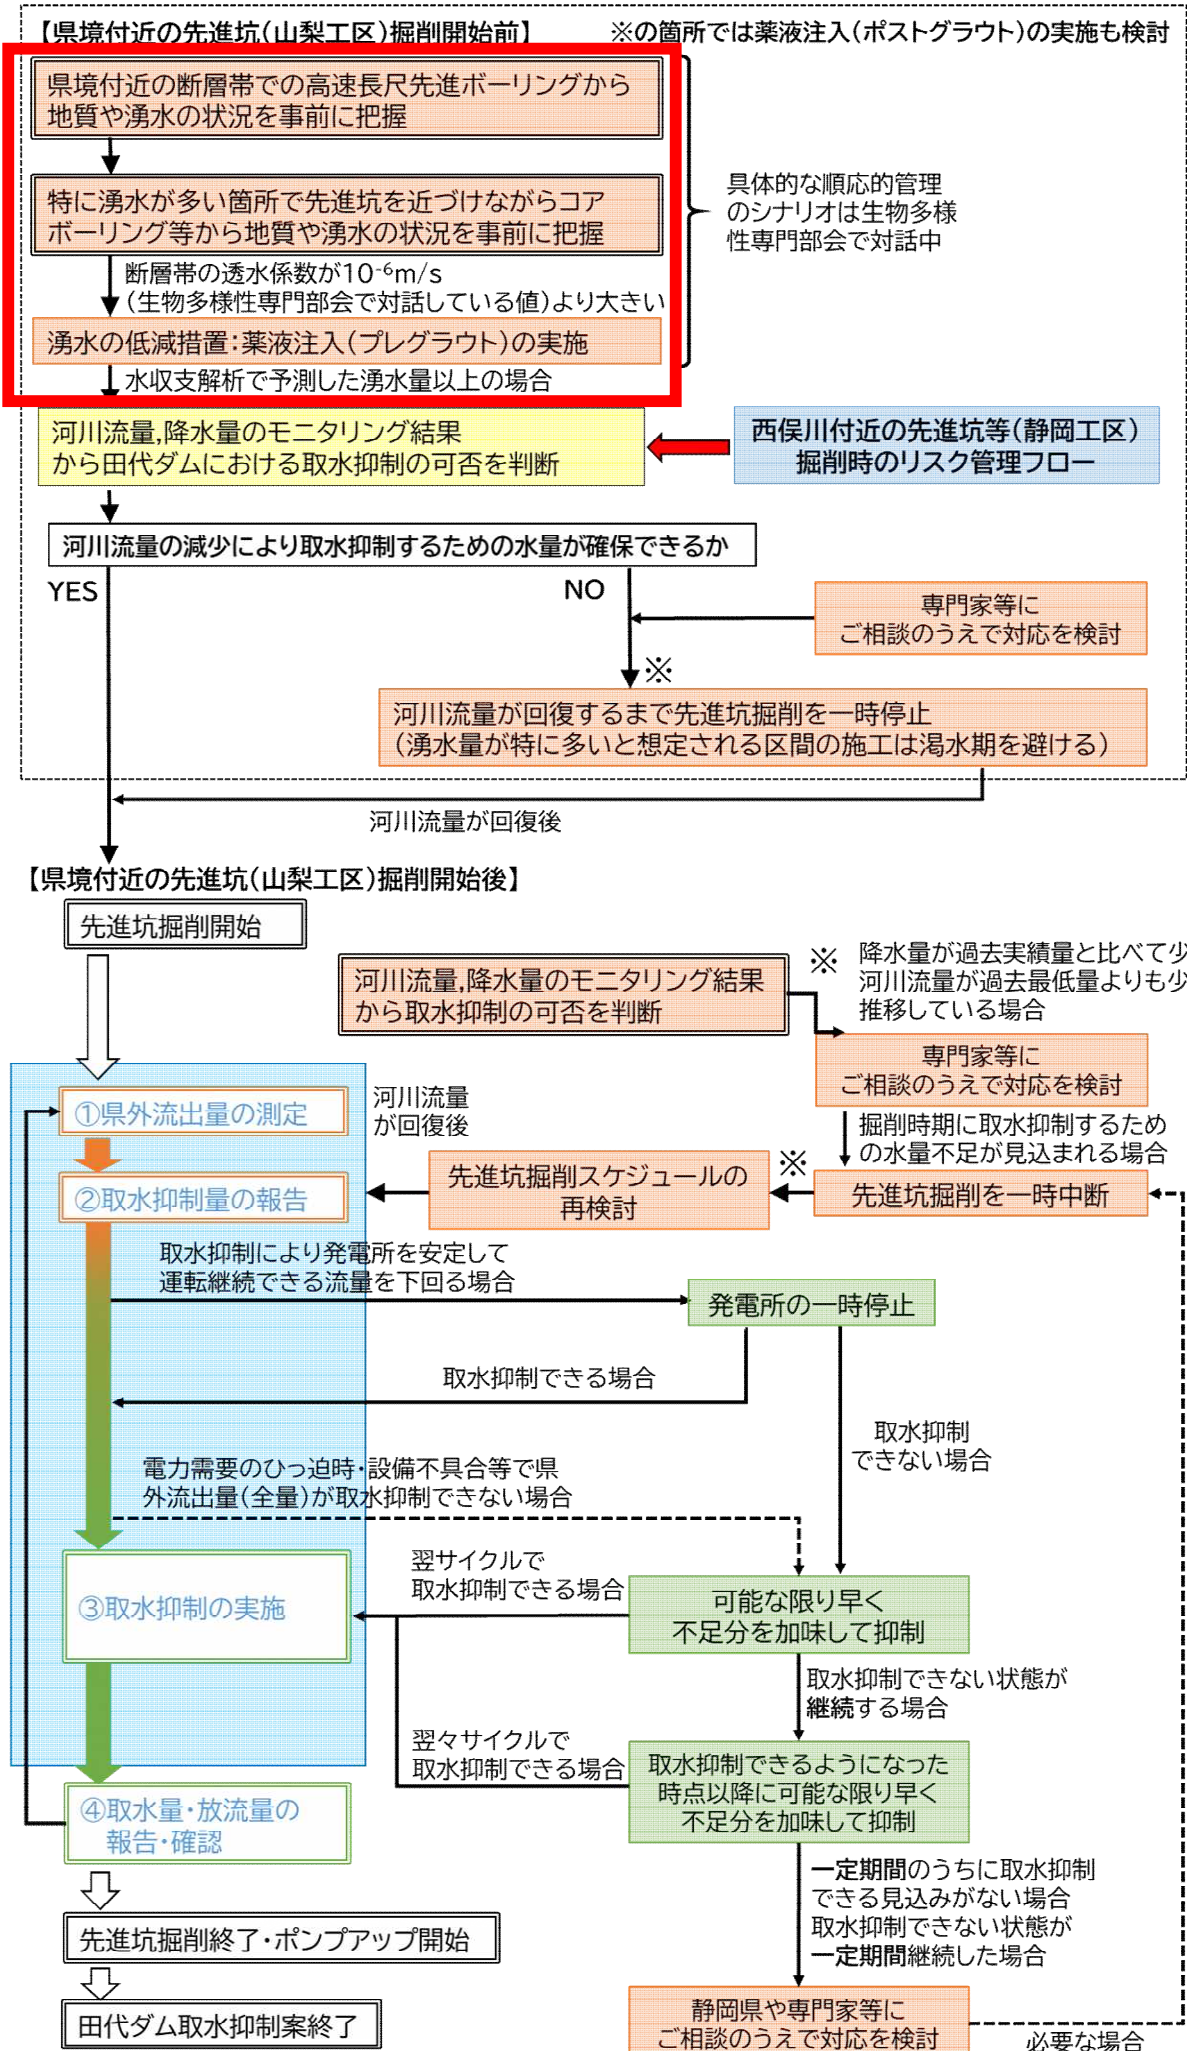 【県境付近の先進坑(山梨工区)掘削開始前】
※の箇所では薬液注入(ポストグラウト)の実施も検討
県境付近の断層帯での高速長尺先進ボーリングから
地質や湧水の状況を事前に把握
特に湧水が多い箇所で先進坑を近づけながらコア
ボーリング等から地質や湧水の状況を事前に把握
具体的な順応的管理
のシナリオは生物多様
性専門部会で対話中
断層帯の透水係数が10⁻⁶m/s
(生物多様性専門部会で対話している値)より大きい
湧水の低減措置:薬液注入(プレグラウト)の実施
水収支解析で予測した湧水量以上の場合
河川流量,降水量のモニタリング結果
から田代ダムにおける取水抑制の可否を判断
西俣川付近の先進坑等(静岡工区)
掘削時のリスク管理フロー
河川流量の減少により取水抑制するための水量が確保できるか
YES
NO
専門家等に
ご相談のうえで対応を検討
※
河川流量が回復するまで先進坑掘削を一時停止
(湧水量が特に多いと想定される区間の施工は渇水期を避ける)
河川流量が回復後
【県境付近の先進坑(山梨工区)掘削開始後】
先進坑掘削開始
河川流量,降水量のモニタリング結果
から取水抑制の可否を判断
※
降水量が過去実績量と比べて少
河川流量が過去最低量よりも少
推移している場合
専門家等に
ご相談のうえで対応を検討
①県外流出量の測定
河川流量
が回復後
掘削時期に取水抑制するため
の水量不足が見込まれる場合
②取水抑制量の報告
先進坑掘削スケジュールの
再検討
※
先進坑掘削を一時中断
取水抑制により発電所を安定して
運転継続できる流量を下回る場合
発電所の一時停止
取水抑制できる場合
取水抑制
できない場合
電力需要のひっ迫時・設備不具合等で県
外流出量(全量)が取水抑制できない場合
③取水抑制の実施
翌サイクルで
取水抑制できる場合
可能な限り早く
不足分を加味して抑制
取水抑制できない状態が
継続する場合
翌々サイクルで
取水抑制できる場合
取水抑制できるようになった
時点以降に可能な限り早く
不足分を加味して抑制
④取水量・放流量の
報告・確認
一定期間のうちに取水抑制
できる見込みがない場合
取水抑制できない状態が
一定期間継続した場合
先進坑掘削終了・ポンプアップ開始
田代ダム取水抑制案終了
静岡県や専門家等に
ご相談のうえで対応を検討
必要な場合